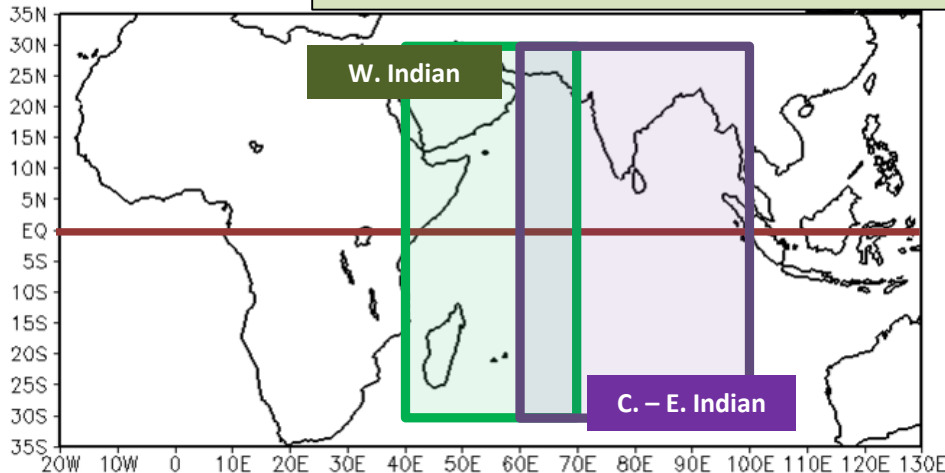 35N
30N
25N
20N
15N
10N
5N
EQ
5S
10S
15S
20S
25S
30S
35S
W. Indian
C. – E. Indian
20W 10W 0 10E 20E 30E 40E 50E 60E 70E 80E 90E 100E 110E 120E 130E